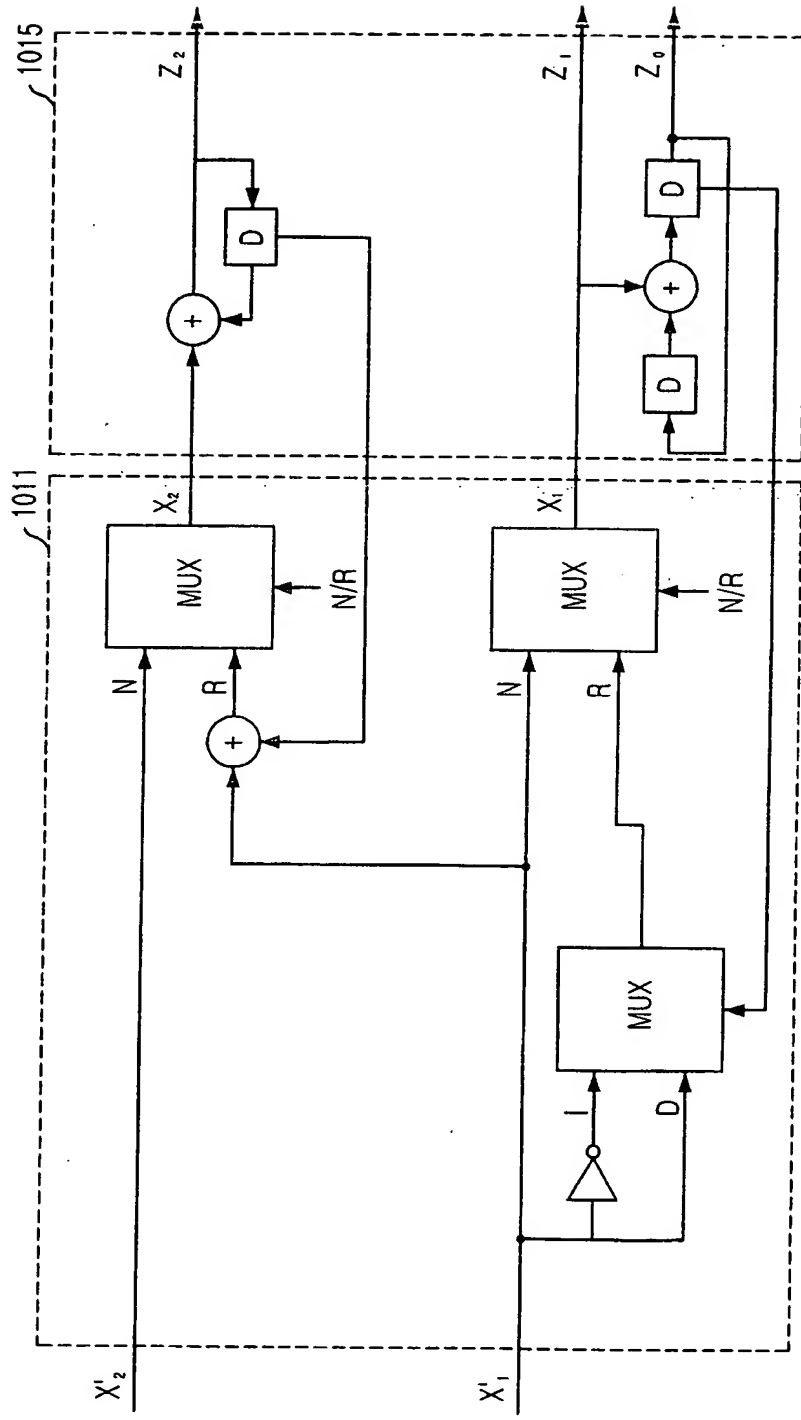 1011
1015
X'₂
N
MUX
X₂
+
Z₂
R
+
N/R
D
X'₁
N
MUX
X₁
Z₁
R
N/R
I
D
MUX
D
+
D
Z₀